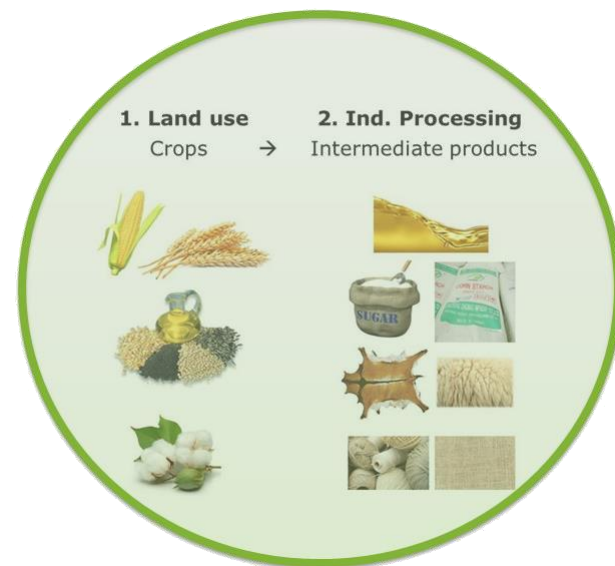 1. Land use
2. Ind. Processing
Crops → Intermediate products
SUGAR